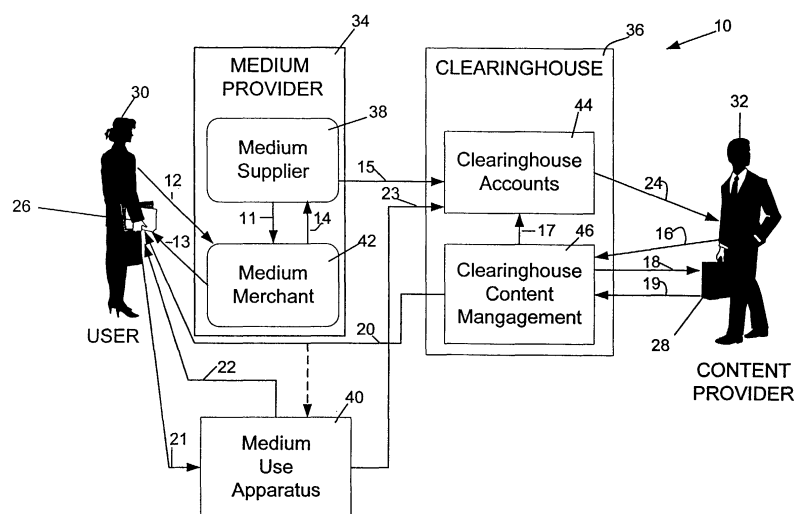 34
36
10
MEDIUM
PROVIDER
CLEARINGHOUSE
30
38
44
32
Medium
Supplier
Clearinghouse
Accounts
12
15
23
24
26
11
14
13
42
17
46
16
Medium
Merchant
Clearinghouse
Content
Mangagement
18
19
USER
20
28
22
CONTENT
PROVIDER
40
21
Medium
Use
Apparatus